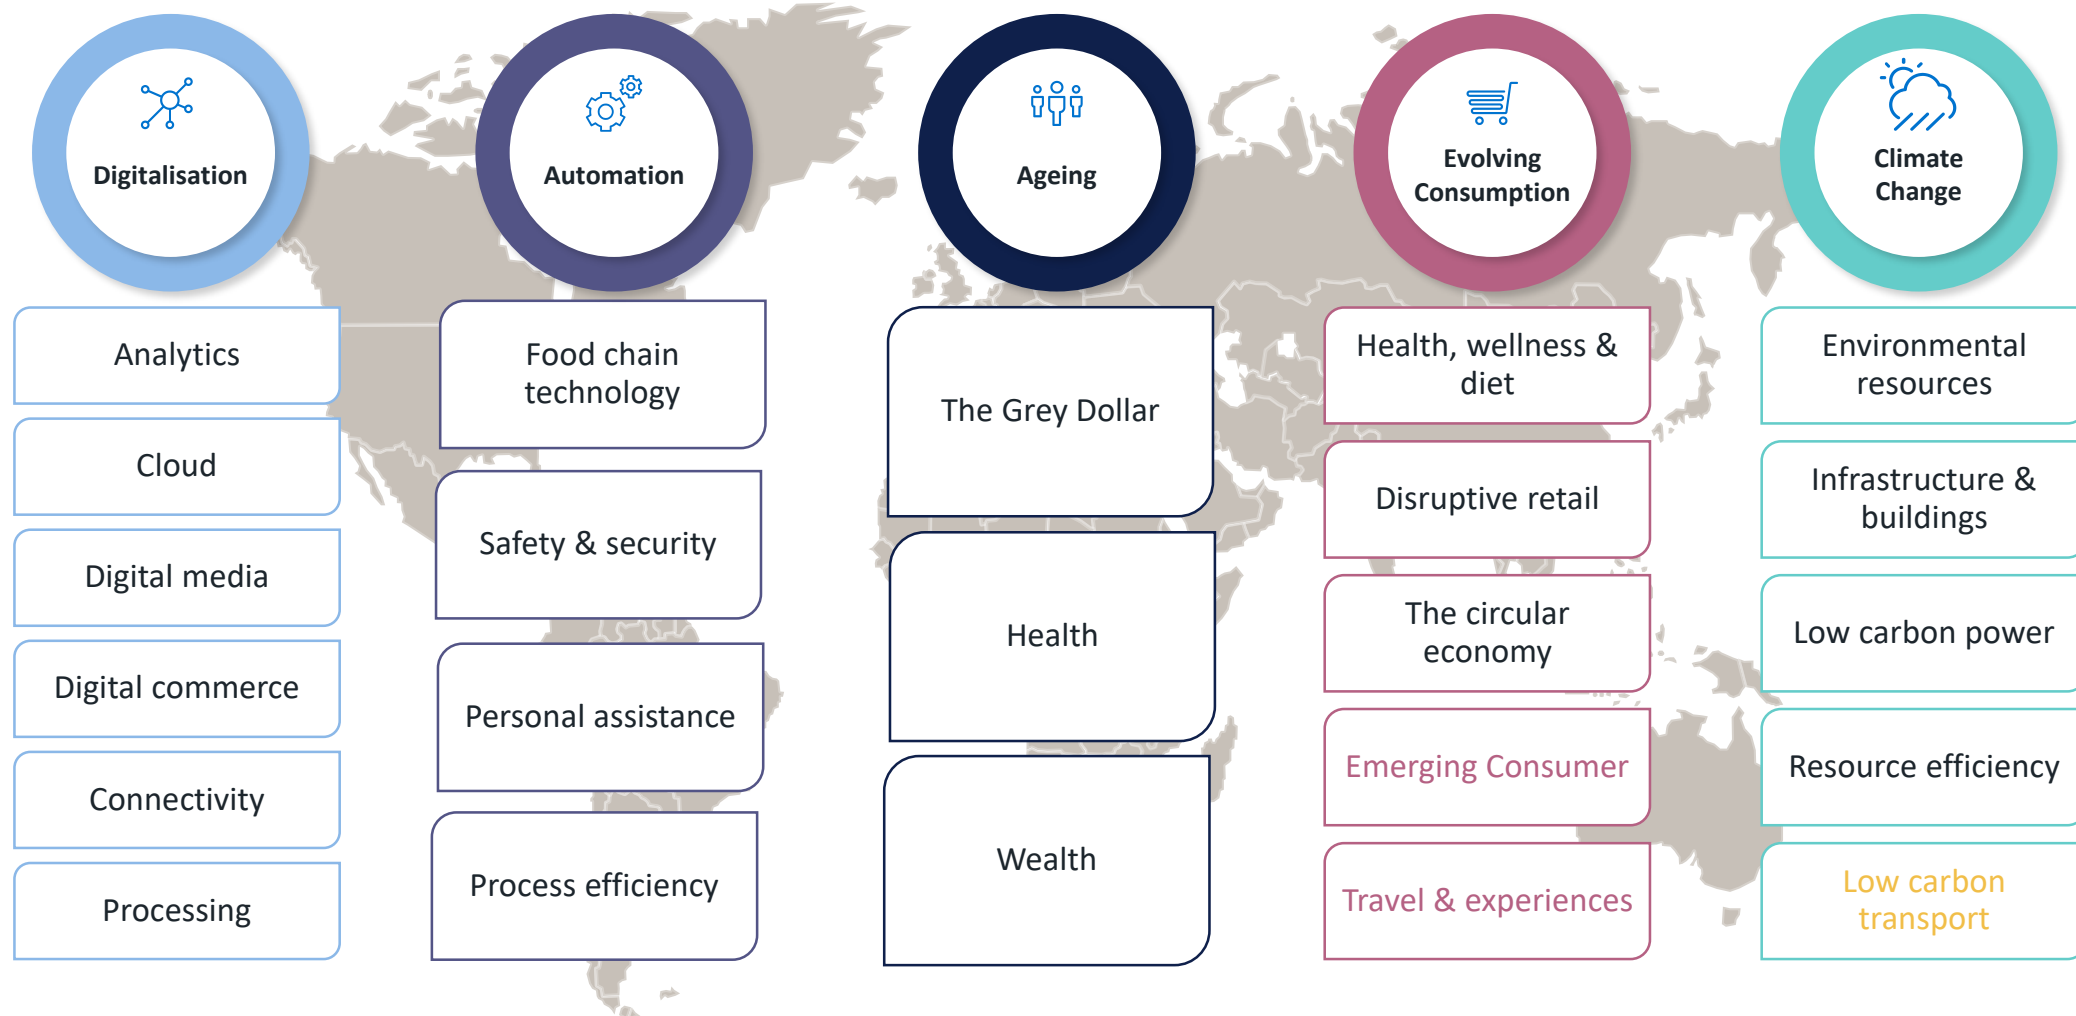 Digitalisation
Analytics
Cloud
Digital media
Digital commerce
Connectivity
Processing
Automation
Food chain
technology
Safety & security
Personal assistance
Process efficiency
Ageing
The Grey Dollar
Health
Wealth
Evolving
Consumption
Health, wellness &
diet
Disruptive retail
The circular
economy
Emerging Consumer
Travel & experiences
Climate
Change
Environmental
resources
Infrastructure &
buildings
Low carbon power
Resource efficiency
Low carbon
transport